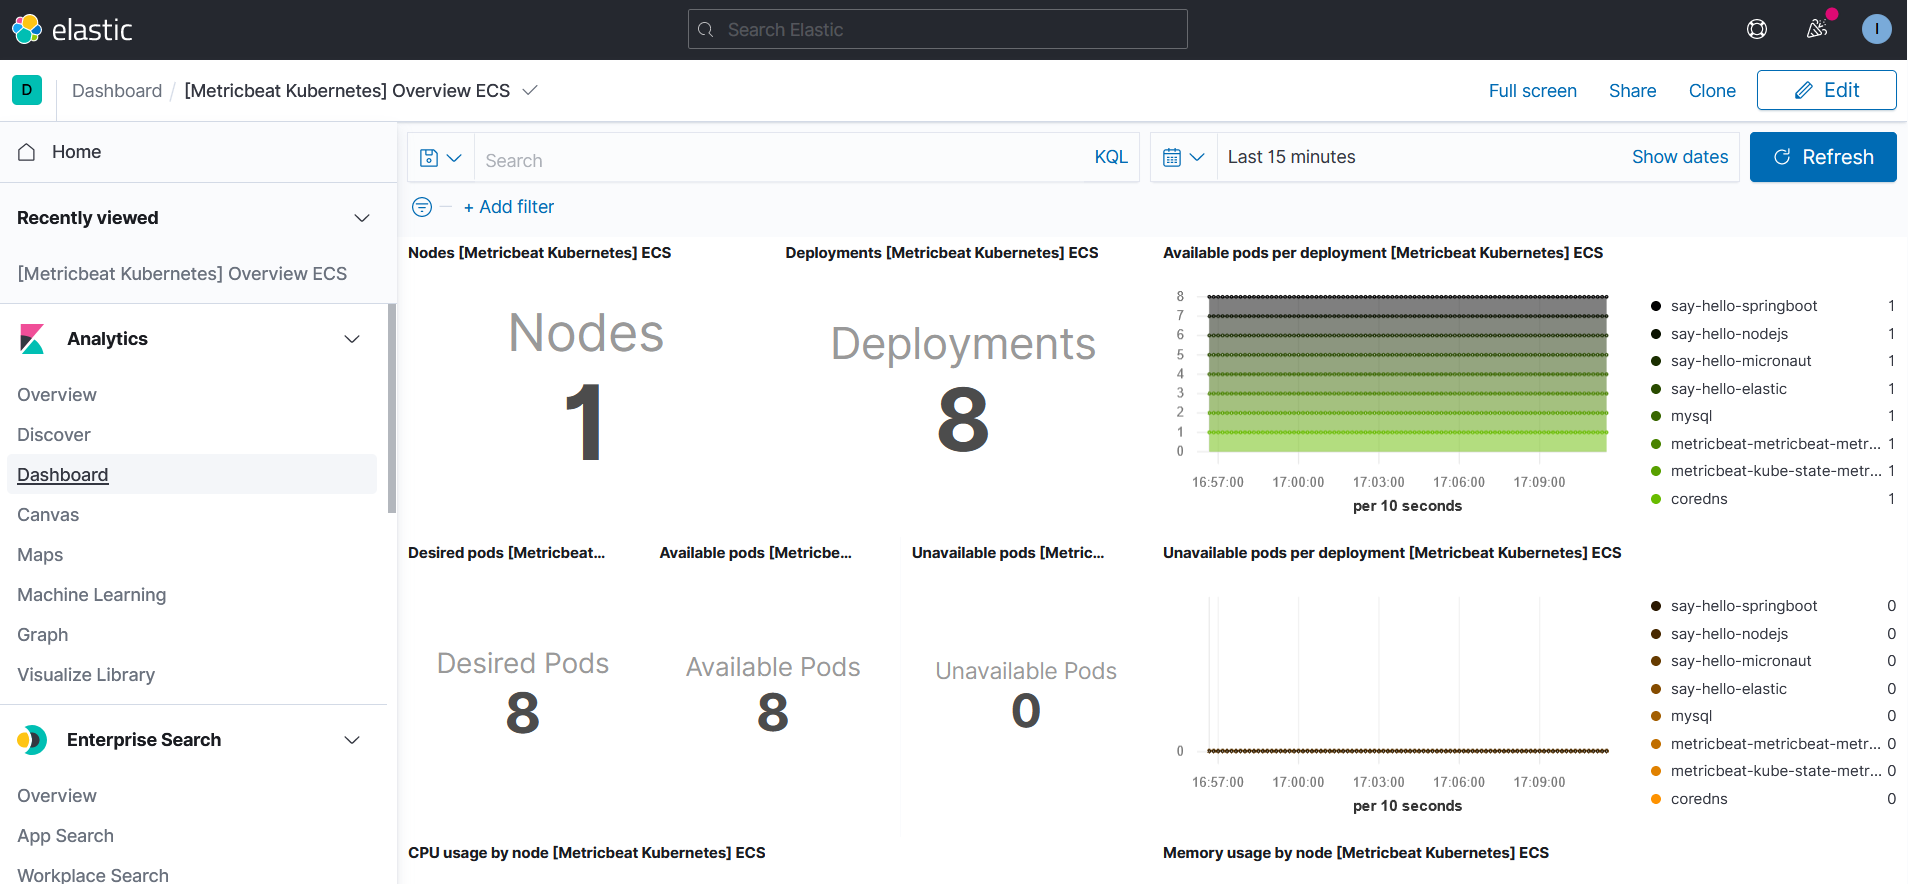 elastic
Search Elastic
I
D
Dashboard / [Metricbeat Kubernetes] Overview ECS
Full screen
Share
Clone
Edit
Home
Recently viewed
[Metricbeat Kubernetes] Overview ECS
Analytics
Overview
Discover
Dashboard
Canvas
Maps
Machine Learning
Graph
Visualize Library
Enterprise Search
Overview
App Search
Workplace Search
Search
KQL
Last 15 minutes
Show dates
Refresh
+ Add filter
Nodes [Metricbeat Kubernetes] ECS
Nodes
1
Deployments [Metricbeat Kubernetes] ECS
Deployments
8
Available pods per deployment [Metricbeat Kubernetes] ECS
8
7
6
5
4
3
2
1
0
16:57:00 17:00:00 17:03:00 17:06:00 17:09:00
per 10 seconds
say-hello-springboot 1
say-hello-nodejs 1
say-hello-micronaut 1
say-hello-elastic 1
mysql 1
metricbeat-metricbeat-metr... 1
metricbeat-kube-state-metr... 1
coredns 1
Desired pods [Metricbeat...
Desired Pods
8
Available pods [Metricbe...
Available Pods
8
Unavailable pods [Metric...
Unavailable Pods
0
Unavailable pods per deployment [Metricbeat Kubernetes] ECS
0
16:57:00 17:00:00 17:03:00 17:06:00 17:09:00
per 10 seconds
say-hello-springboot 0
say-hello-nodejs 0
say-hello-micronaut 0
say-hello-elastic 0
mysql 0
metricbeat-metricbeat-metr... 0
metricbeat-kube-state-metr... 0
coredns 0
CPU usage by node [Metricbeat Kubernetes] ECS
Memory usage by node [Metricbeat Kubernetes] ECS